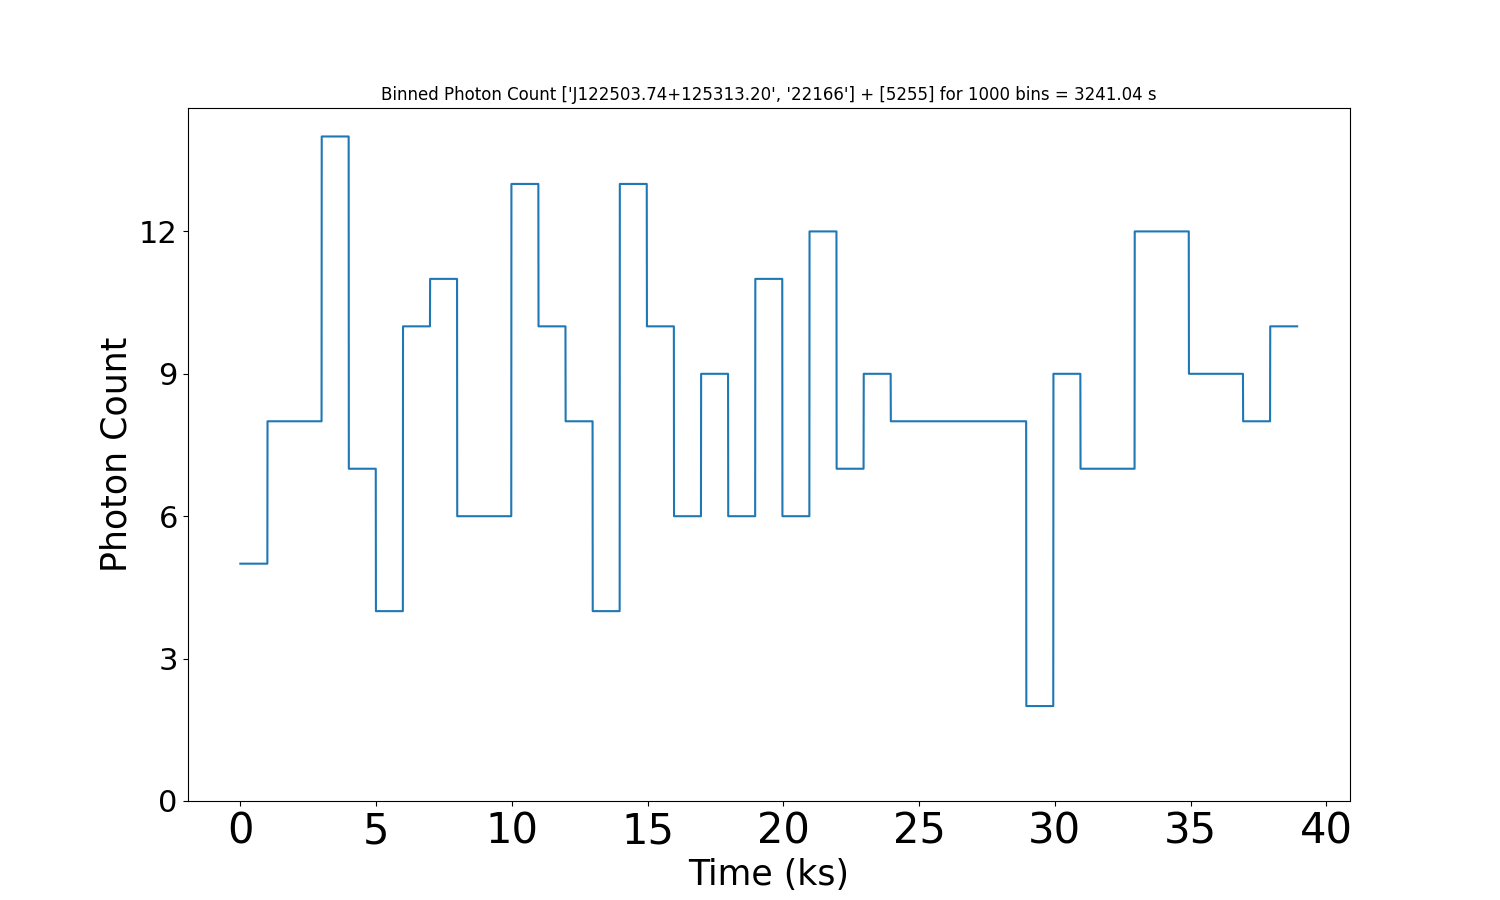 Binned Photon Count ['J122503.74+125313.20', '22166'] + [5255] for 1000 bins = 3241.04 s
Photon Count
12
9
6
3
0
0 5 10 15 20 25 30 35 40
Time (ks)